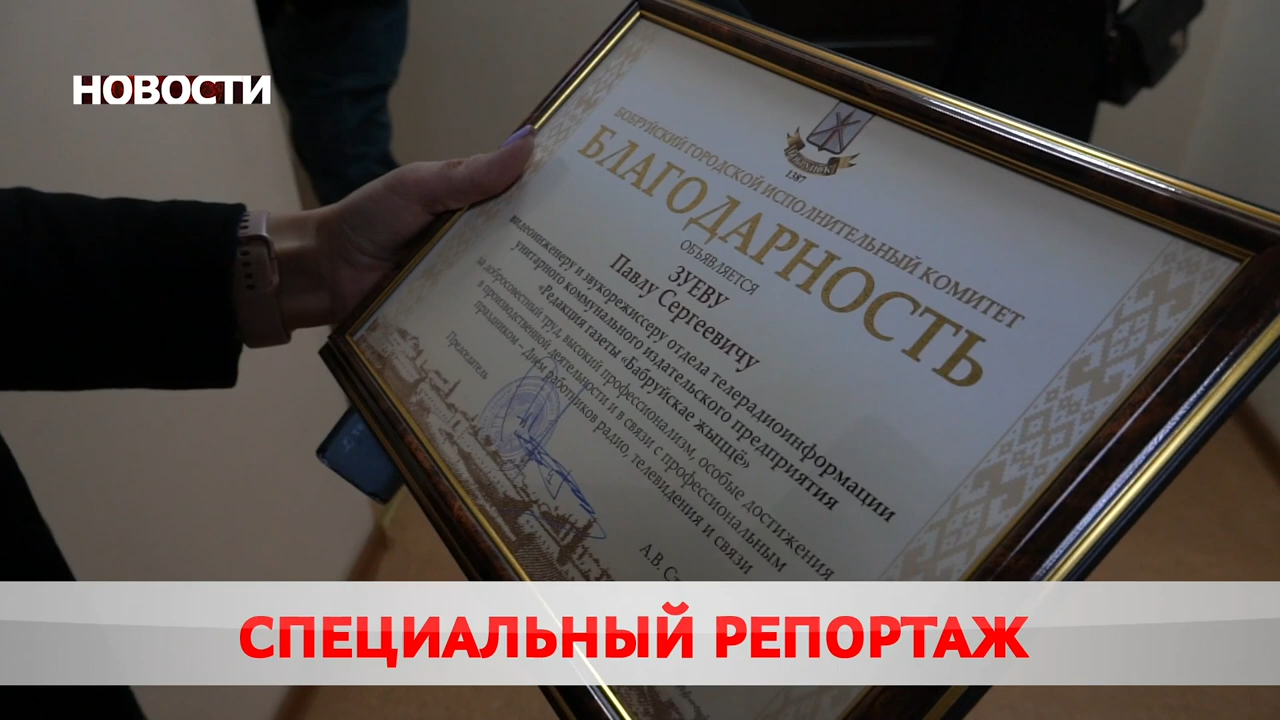 НОВОСТИ
1387
БОБРУЙСКИЙ ГОРОДСКОЙ ИСПОЛНИТЕЛЬНЫЙ КОМИТЕТ
БЛАГОДАРНОСТЬ
ОБЪЯВЛЯЕТСЯ
ЗУЕВУ
Павлу Сергеевичу
видеоинженеру и звукорежиссеру отдела телерадиоинформации
унитарного коммунального издательского предприятия
«Редакция газеты «Бабруйскае жыццё»
за добросовестный труд, высокий профессионализм, особые достижения
в производственной деятельности и в связи с профессиональным
праздником – Днем работников радио, телевидения и связи
Председатель
А.В.
СПЕЦИАЛЬНЫЙ РЕПОРТАЖ